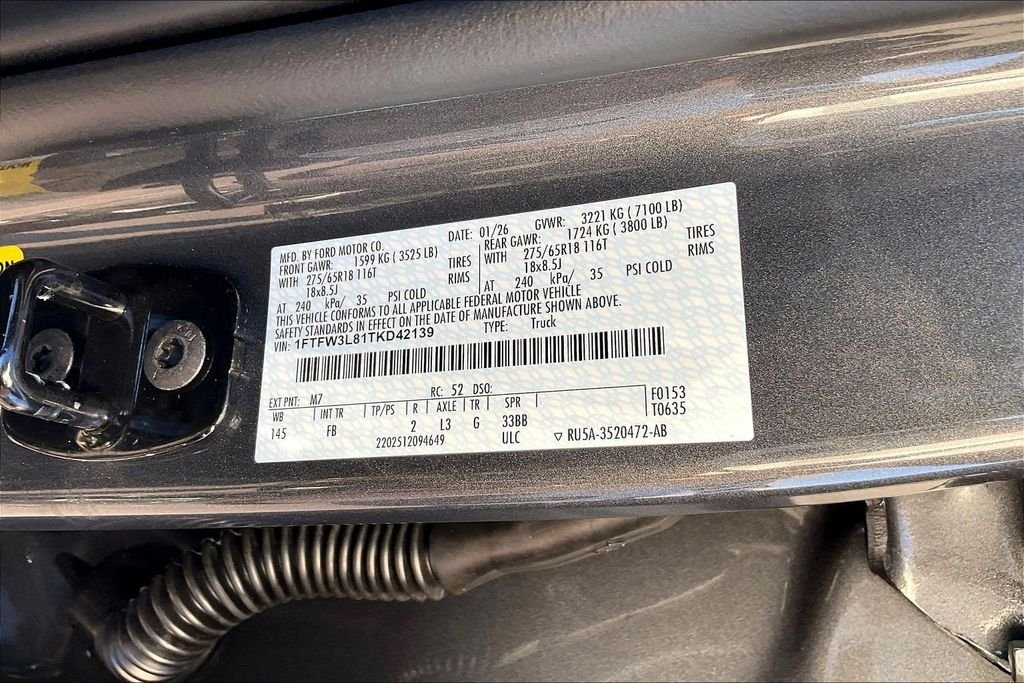 MFD. BY FORD MOTOR CO. DATE: 01/26 GVWR: 3221 KG ( 7100 LB)
FRONT GAWR: 1599 KG ( 3525 LB) REAR GAWR: 1724 KG ( 3800 LB)
WITH 275/65R18 116T TIRES WITH 275/65R18 116T TIRES
18x8.5J RIMS 18x8.5J RIMS
AT 240 kPa/ 35 PSI COLD AT 240 kPa/ 35 PSI COLD
THIS VEHICLE CONFORMS TO ALL APPLICABLE FEDERAL MOTOR VEHICLE
SAFETY STANDARDS IN EFFECT ON THE DATE OF MANUFACTURE SHOWN ABOVE.
VIN: 1FTFW3L81TKD42139 TYPE: Truck
EXT PNT: M7 RC: 52 DSO: F0153
WB INT TR TP/PS R AXLE TR SPR T0635
145 FB 2 L3 G 33BB
2202512094649 ULC ▽ RU5A-3520472-AB